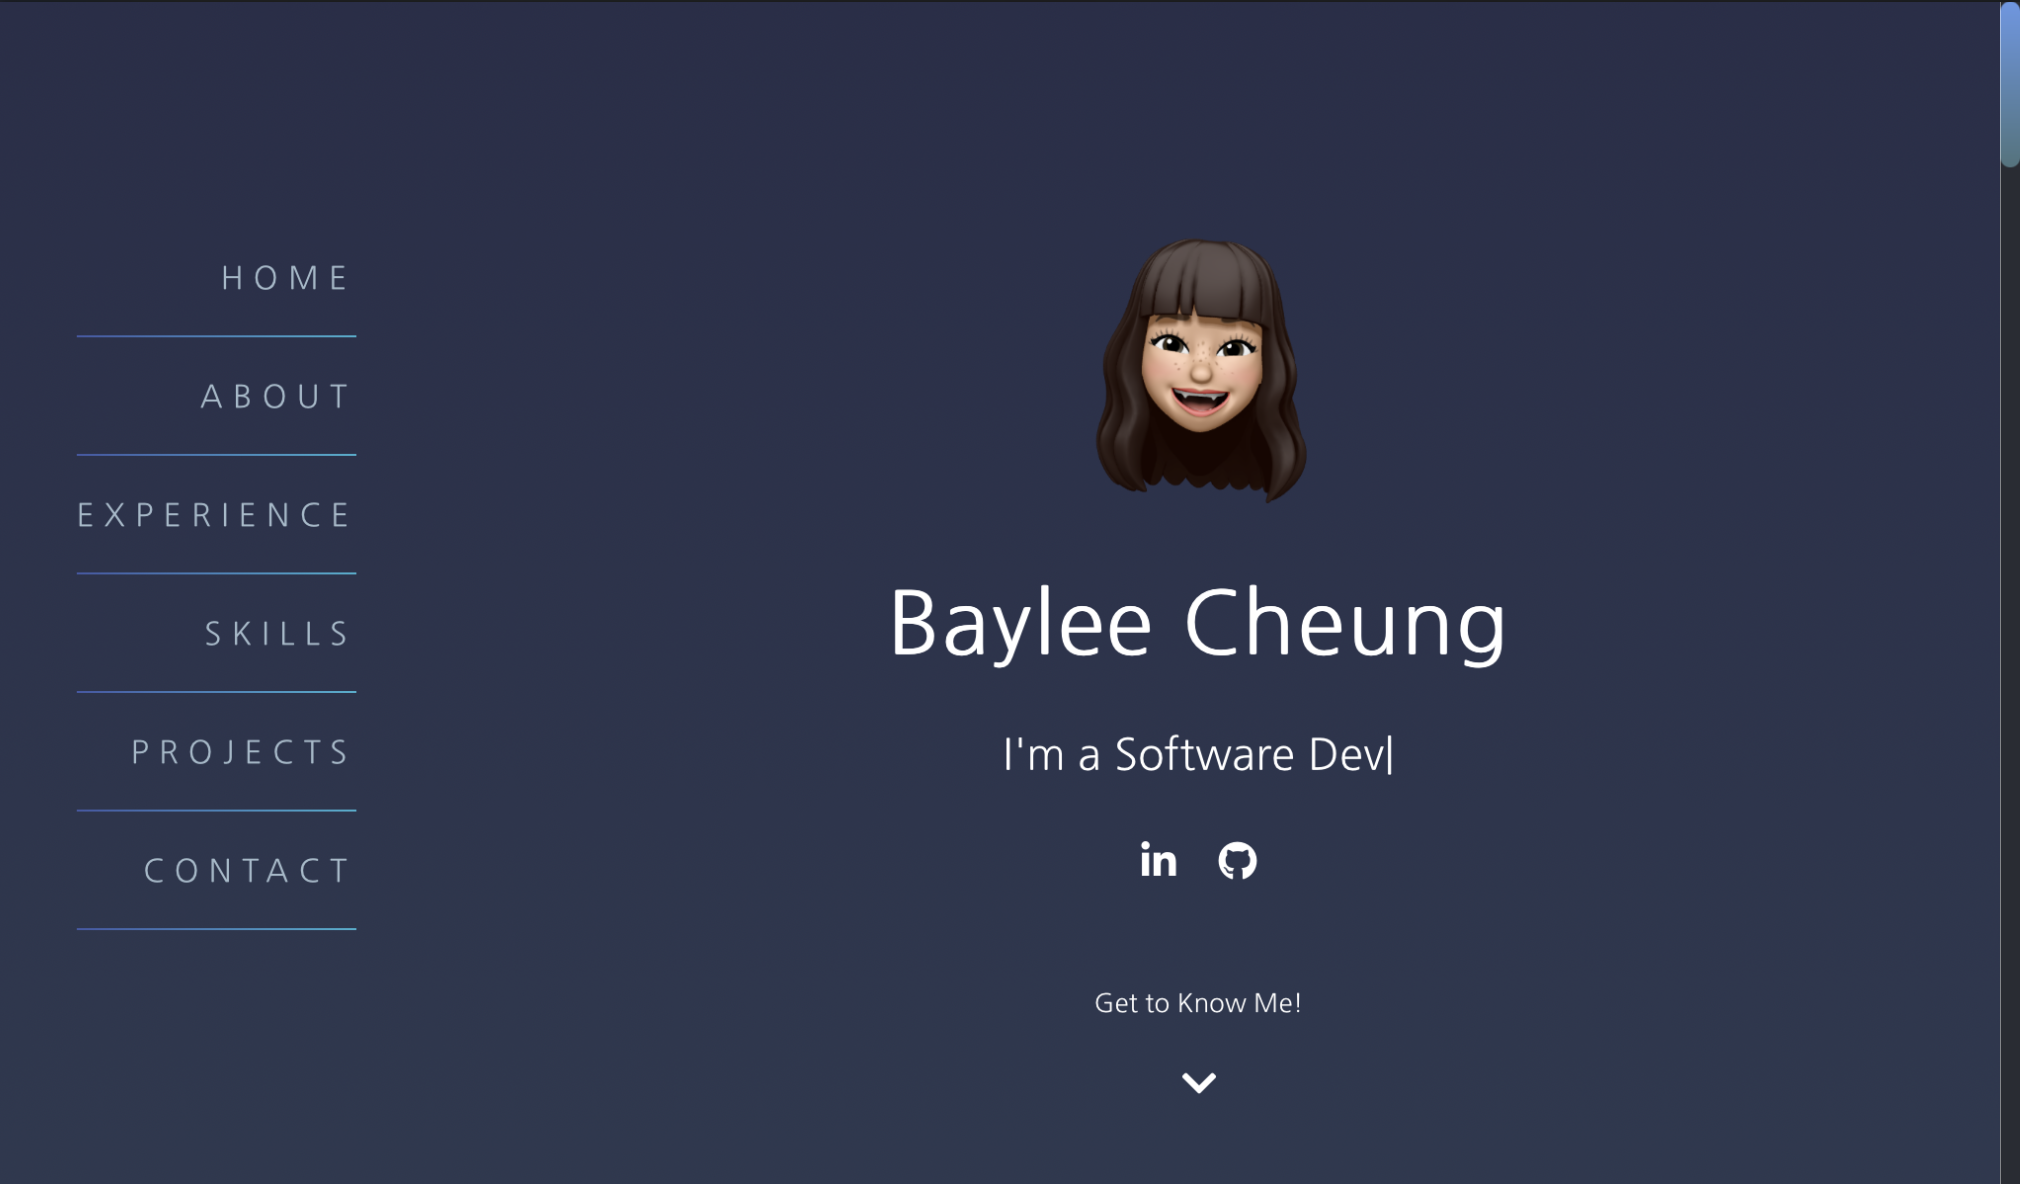 HOME
ABOUT
EXPERIENCE
SKILLS
PROJECTS
CONTACT
Baylee Cheung
I'm a Software Dev|
in
Get to Know Me!